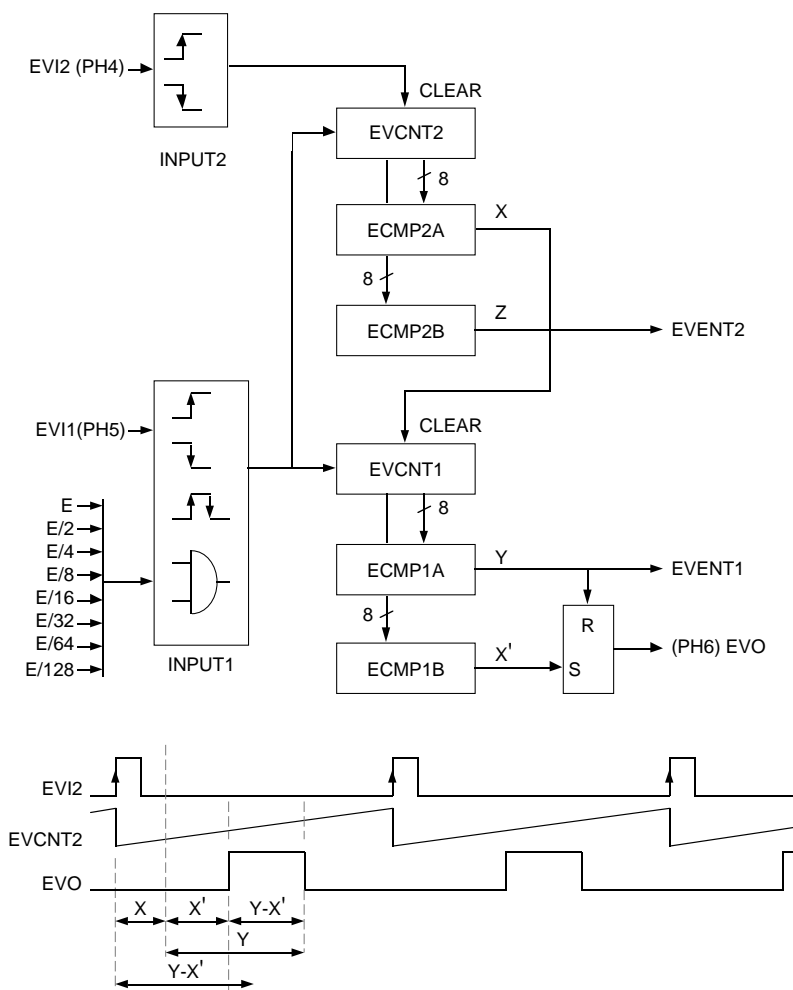 EVI2 (PH4)
INPUT2
CLEAR
EVCNT2
8
ECMP2A
X
8
ECMP2B
Z
EVENT2
EVI1(PH5)
E
E/2
E/4
E/8
E/16
E/32
E/64
E/128
INPUT1
CLEAR
EVCNT1
8
ECMP1A
Y
EVENT1
8
ECMP1B
X'
R
S
(PH6) EVO
EVI2
EVCNT2
EVO
X
X'
Y-X'
Y
Y-X'